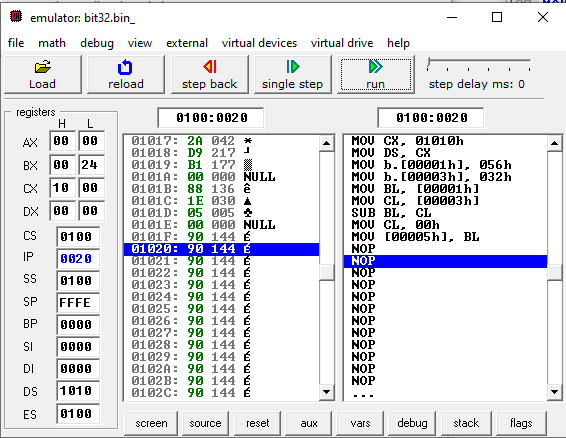 emulator: bit32.bin_
file math debug view external virtual devices virtual drive help
Load reload step back single step run step delay ms: 0
registers
H L
AX 00 00
BX 00 24
CX 10 00
DX 00 00
CS 0100
IP 0020
SS 0100
SP FFFE
BP 0000
SI 0000
DI 0000
DS 1010
ES 0100
0100:0020
01017: 2A 042 *
01018: D9 217 ┘
01019: B1 177 ▒
0101A: 00 000 NULL
0101B: 88 136 ê
0101C: 1E 030 ▲
0101D: 05 005 ♣
0101E: 00 000 NULL
0101F: 90 144 É
01020: 90 144 É
01021: 90 144 É
01022: 90 144 É
01023: 90 144 É
01024: 90 144 É
01025: 90 144 É
01026: 90 144 É
01027: 90 144 É
01028: 90 144 É
01029: 90 144 É
0102A: 90 144 É
0102B: 90 144 É
0102C: 90 144 É
0100:0020
MOV CX, 01010h
MOV DS, CX
MOV b.[00001h], 056h
MOV b.[00003h], 032h
MOV BL, [00001h]
MOV CL, [00003h]
SUB BL, CL
MOV CL, 00h
MOV [00005h], BL
NOP
NOP
NOP
NOP
NOP
NOP
NOP
NOP
NOP
NOP
NOP
NOP
...
screen source reset aux vars debug stack flags